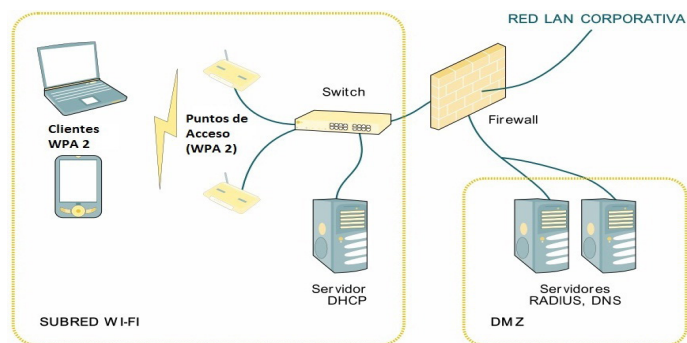 RED LAN CORPORATIVA
Switch
Clientes
WPA 2
Puntos de
Acceso
(WPA 2)
Firewall
Servidor
DHCP
Servidores
RADIUS, DNS
SUBRED WI-FI
DMZ